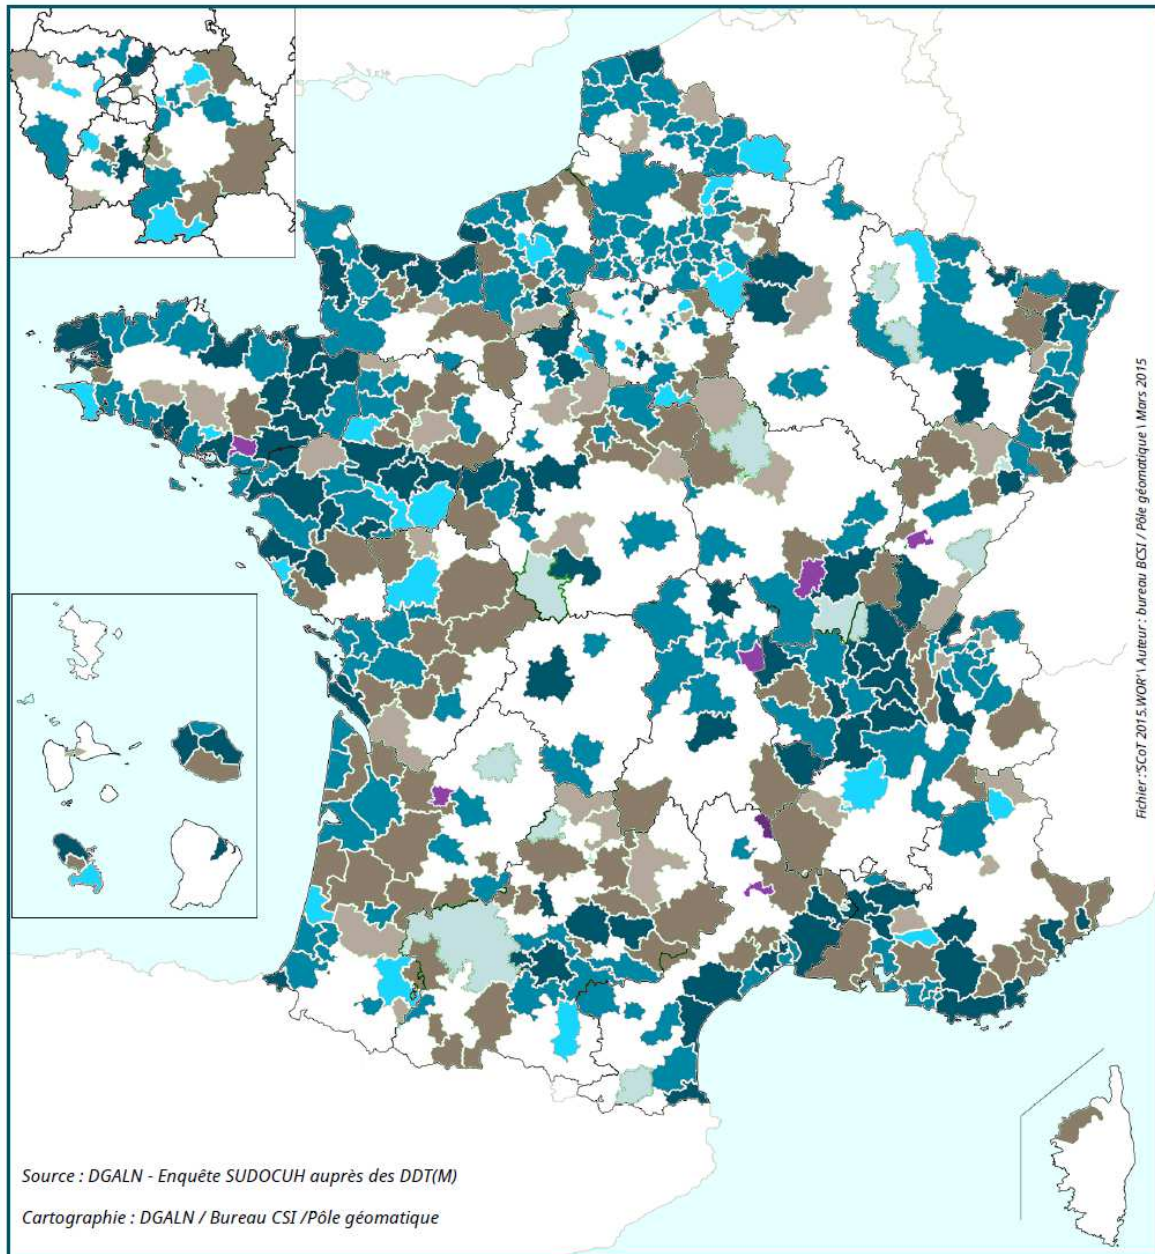 Fichier :'SCoT 2015.WOR' \ Auteur : bureau BCSI / Pôle géomatique \ Mars 2015
Source : DGALN - Enquête SUDOCUH auprès des DDT(M)
Cartographie : DGALN / Bureau CSI /Pôle géomatique